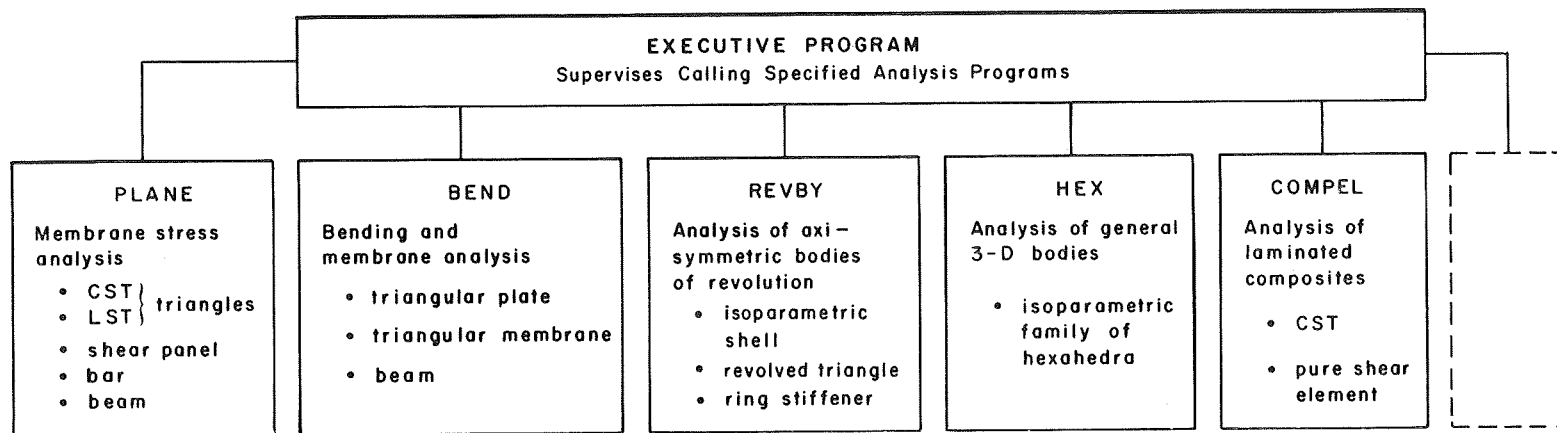 EXECUTIVE PROGRAM
Supervises Calling Specified Analysis Programs
PLANE
Membrane stress
analysis
• CST
• LST
} triangles
• shear panel
• bar
• beam
BEND
Bending and
membrane analysis
• triangular plate
• triangular membrane
• beam
REVBY
Analysis of axi-
symmetric bodies
of revolution
• isoparametric
shell
• revolved triangle
• ring stiffener
HEX
Analysis of general
3-D bodies
• isoparametric
family of
hexahedra
COMPEL
Analysis of
laminated
composites
• CST
• pure shear
element